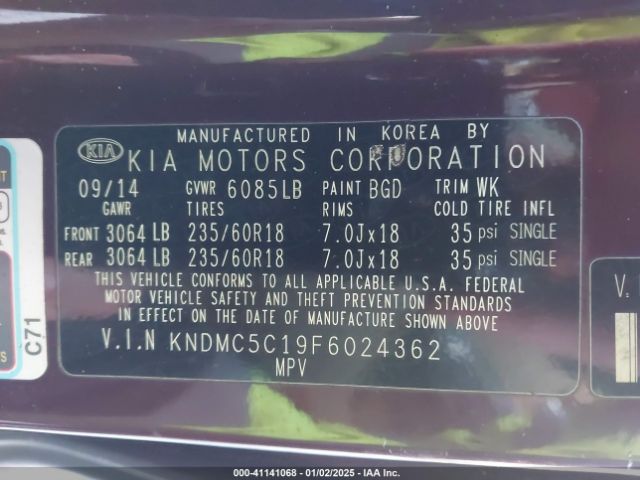 MANUFACTURED IN KOREA BY
KIA KIA MOTORS CORPORATION
09/14 GVWR 6085LB PAINT BGD TRIM WK
GAWR TIRES RIMS COLD TIRE INFL
FRONT 3064 LB 235/60R18 7.0Jx18 35 psi SINGLE
REAR 3064 LB 235/60R18 7.0Jx18 35 psi SINGLE
THIS VEHICLE CONFORMS TO ALL APPLICABLE U.S.A. FEDERAL
MOTOR VEHICLE SAFETY AND THEFT PREVENTION STANDARDS
IN EFFECT ON THE DATE OF MANUFACTURE SHOWN ABOVE
V.I.N KNDMC5C19F6024362
MPV
C71
V.
000-41141068 - 01/02/2025 - IAA Inc.